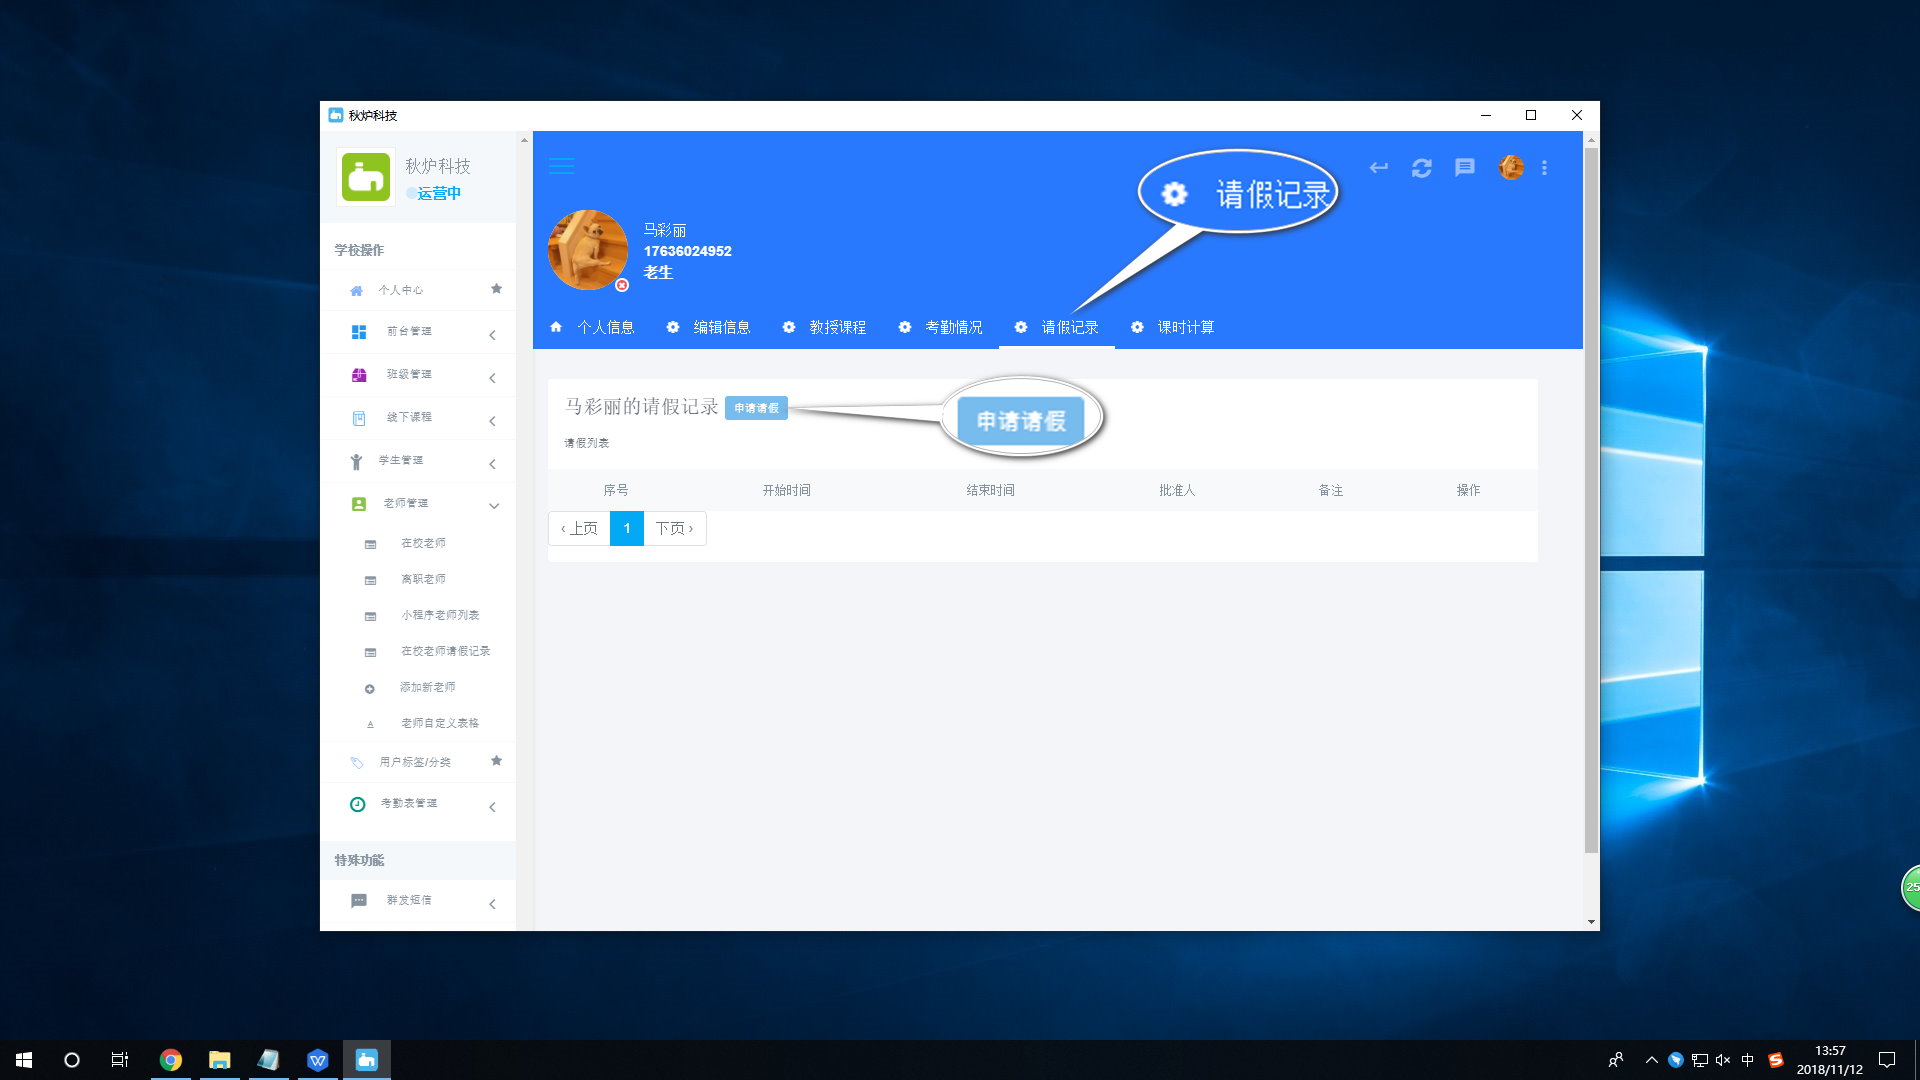 秋炉科技
秋炉科技
运营中
学校操作
个人中心
前台管理
班级管理
线下课程
学生管理
老师管理
在校老师
离职老师
小程序老师列表
在校老师请假记录
添加新老师
老师自定义表格
用户标签/分类
考勤表管理
特殊功能
群发短信
请假记录
马彩丽
17636024952
老生
个人信息 编辑信息 教授课程 考勤情况 请假记录 课时计算
马彩丽的请假记录 申请请假
申请请假
请假列表
序号 开始时间 结束时间 批准人 备注 操作
‹ 上页 1 下页 ›
25
中
13:57
2018/11/12